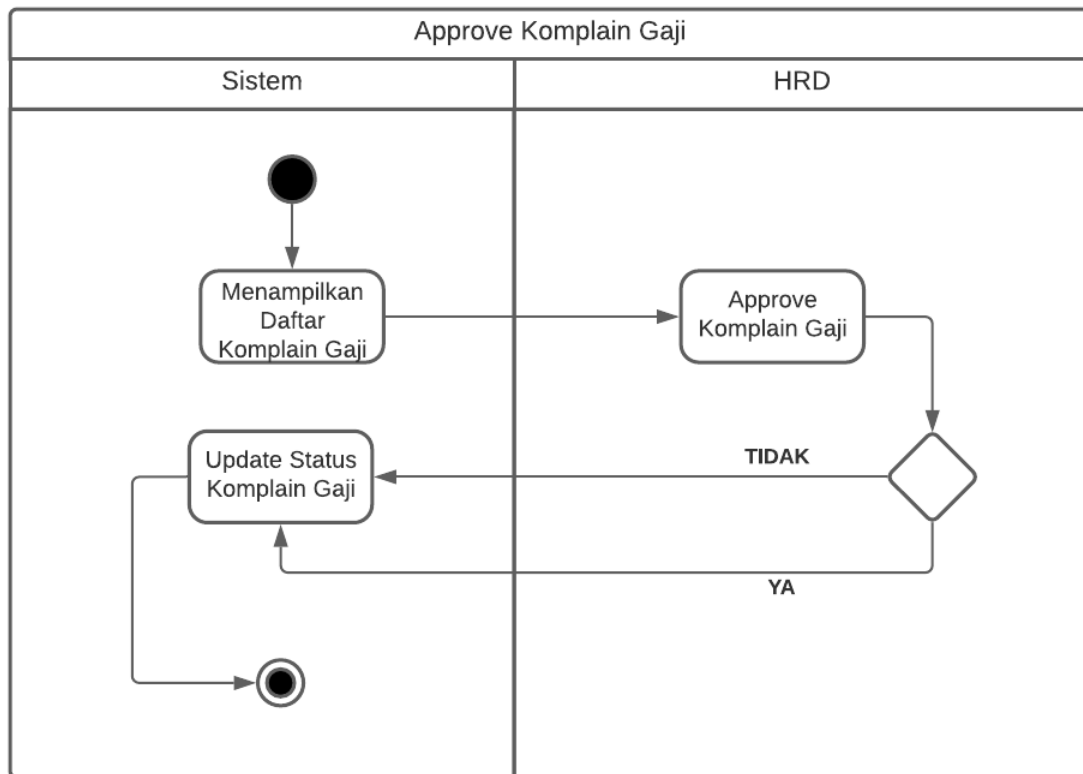 Approve Komplain Gaji
Sistem
HRD
Menampilkan
Daftar
Komplain Gaji
Approve
Komplain Gaji
Update Status
Komplain Gaji
TIDAK
YA